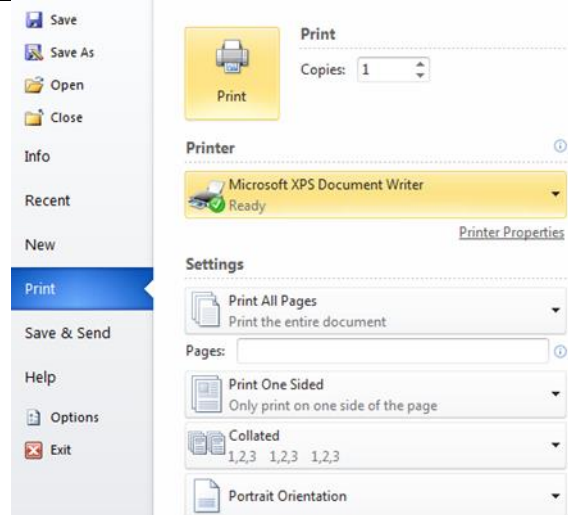 Save
Save As
Open
Close
Info
Recent
New
Print
Save & Send
Help
Options
Exit
Print
Print
Copies: 1
Printer
Microsoft XPS Document Writer
Ready
Printer Properties
Settings
Print All Pages
Print the entire document
Pages:
Print One Sided
Only print on one side of the page
Collated
1,2,3 1,2,3 1,2,3
Portrait Orientation